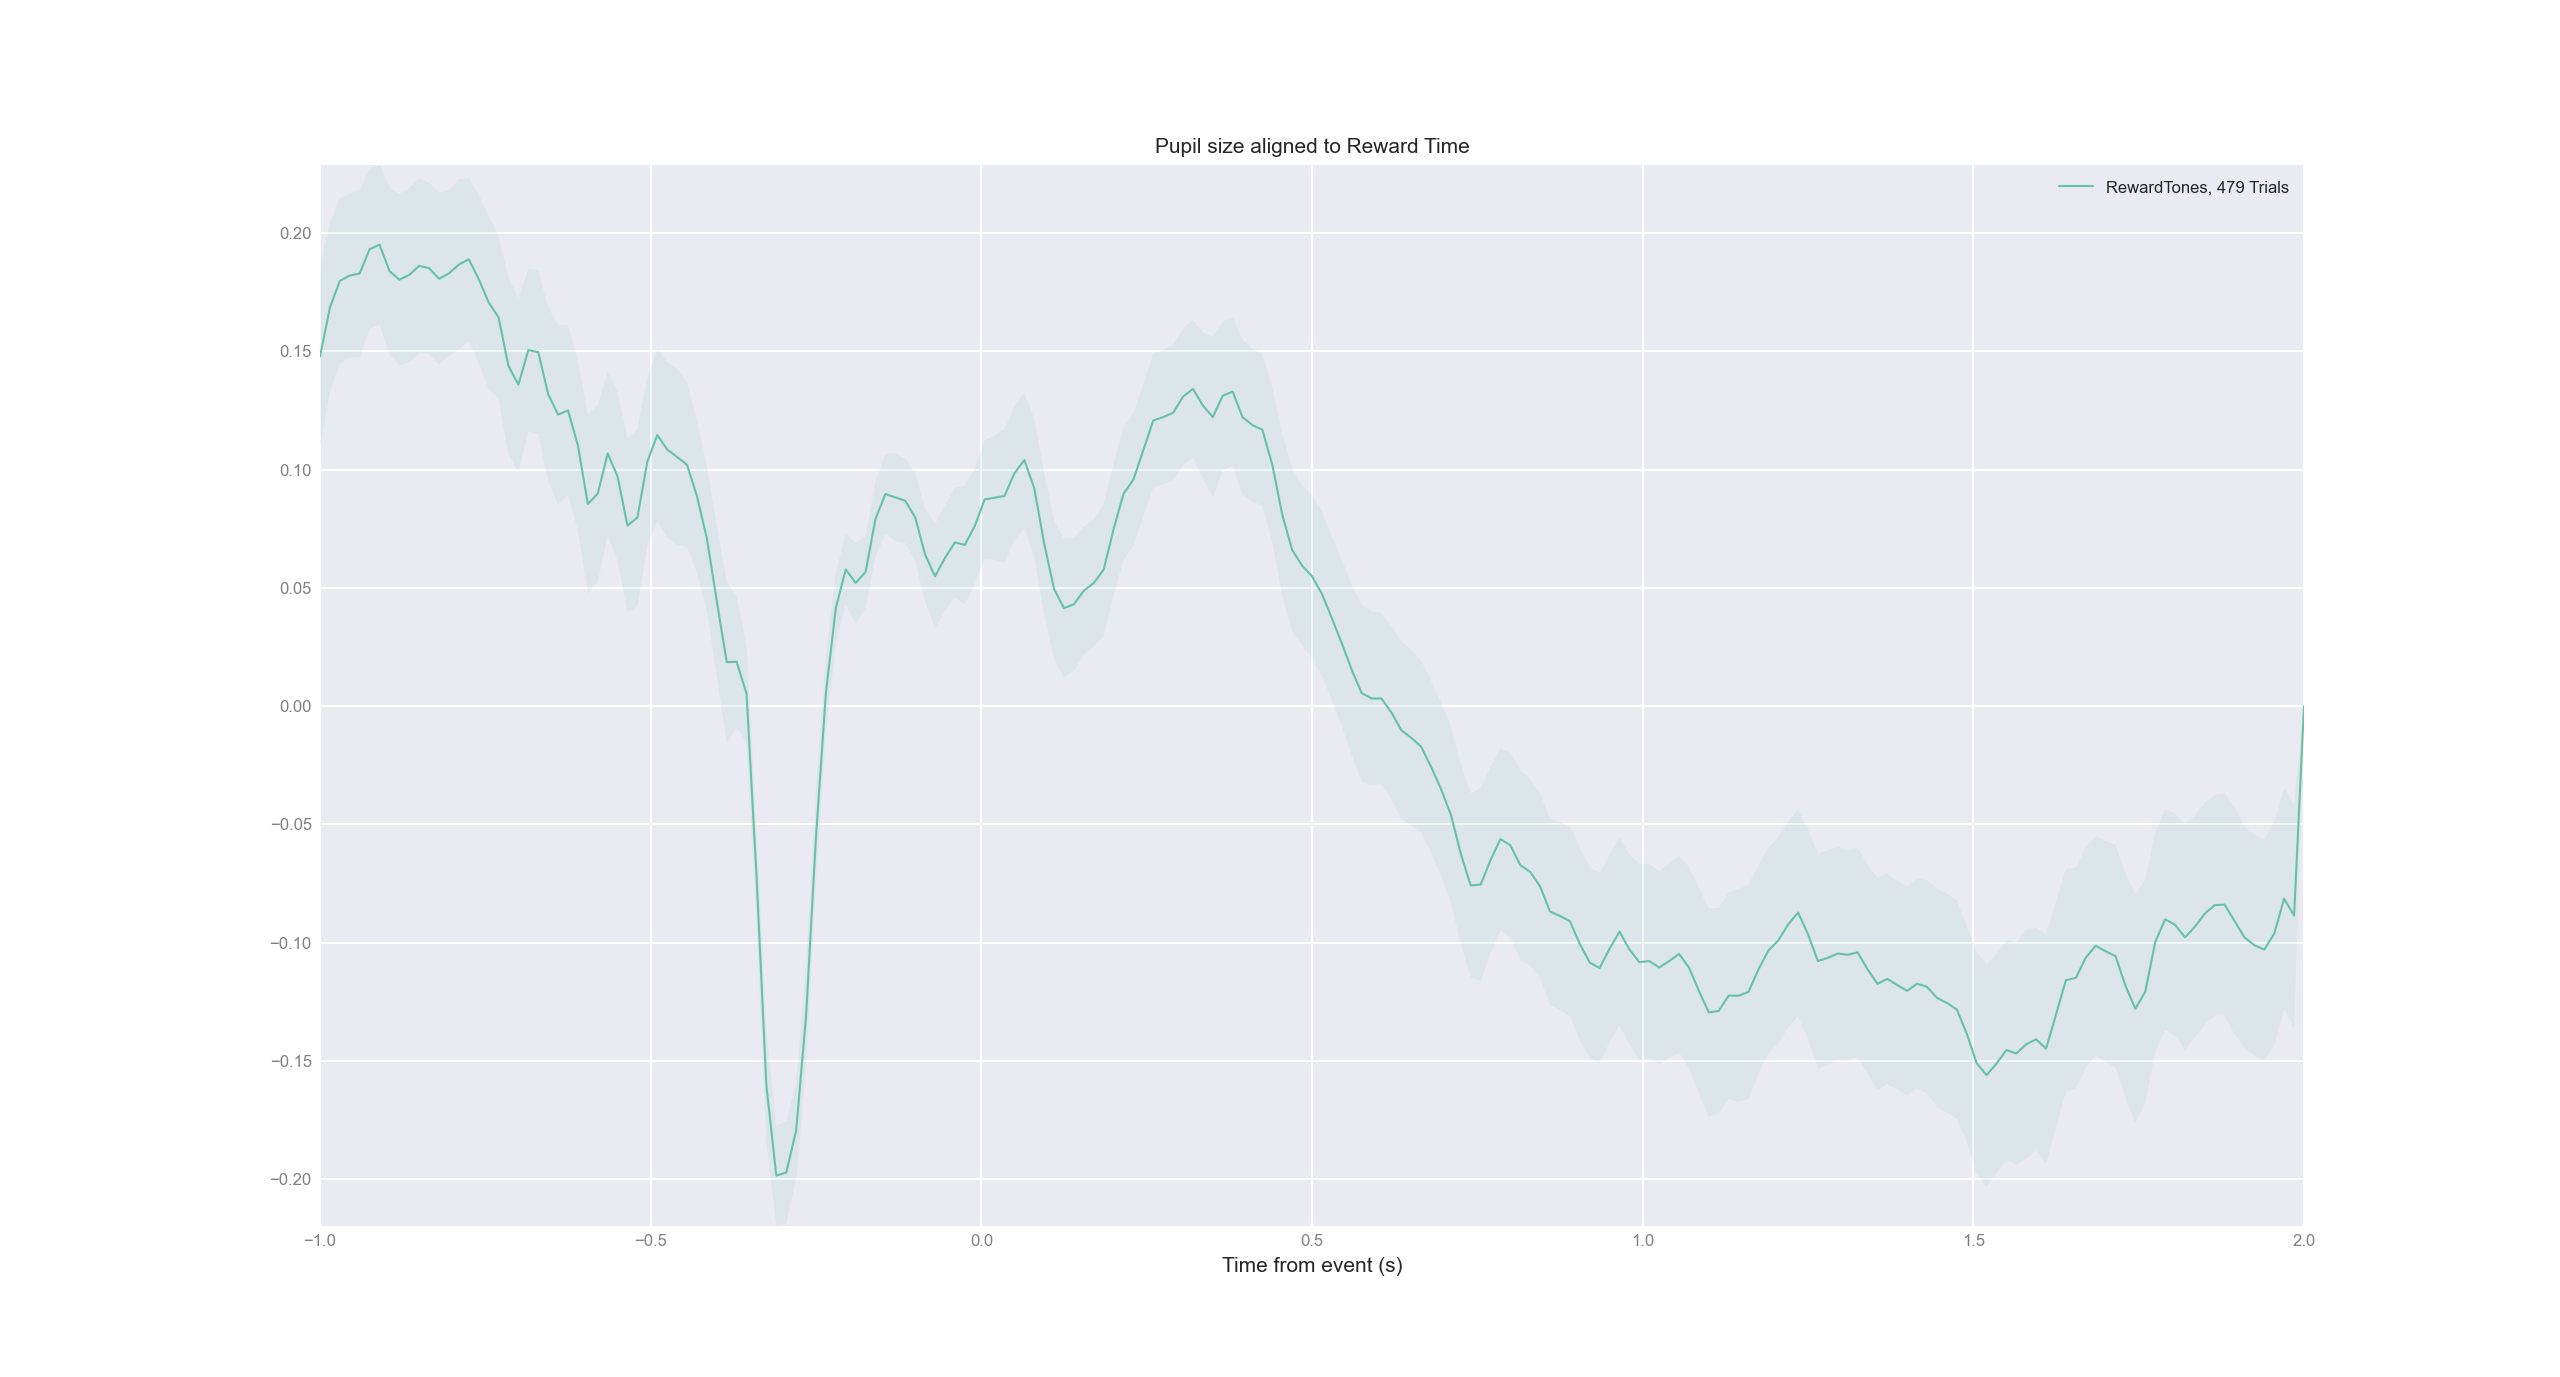 Pupil size aligned to Reward Time
RewardTones, 479 Trials
0.20
0.15
0.10
0.05
0.00
−0.05
−0.10
−0.15
−0.20
−1.0 −0.5 0.0 0.5 1.0 1.5 2.0
Time from event (s)